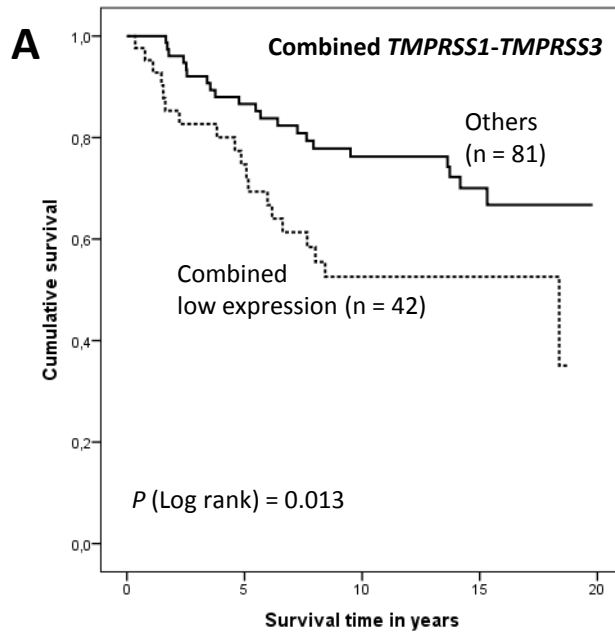 A
Combined TMPRSS1-TMPRSS3
1,0
0,8
0,6
0,4
0,2
0,0
Cumulative survival
Others
(n = 81)
Combined
low expression (n = 42)
P (Log rank) = 0.013
0
5
10
15
20
Survival time in years